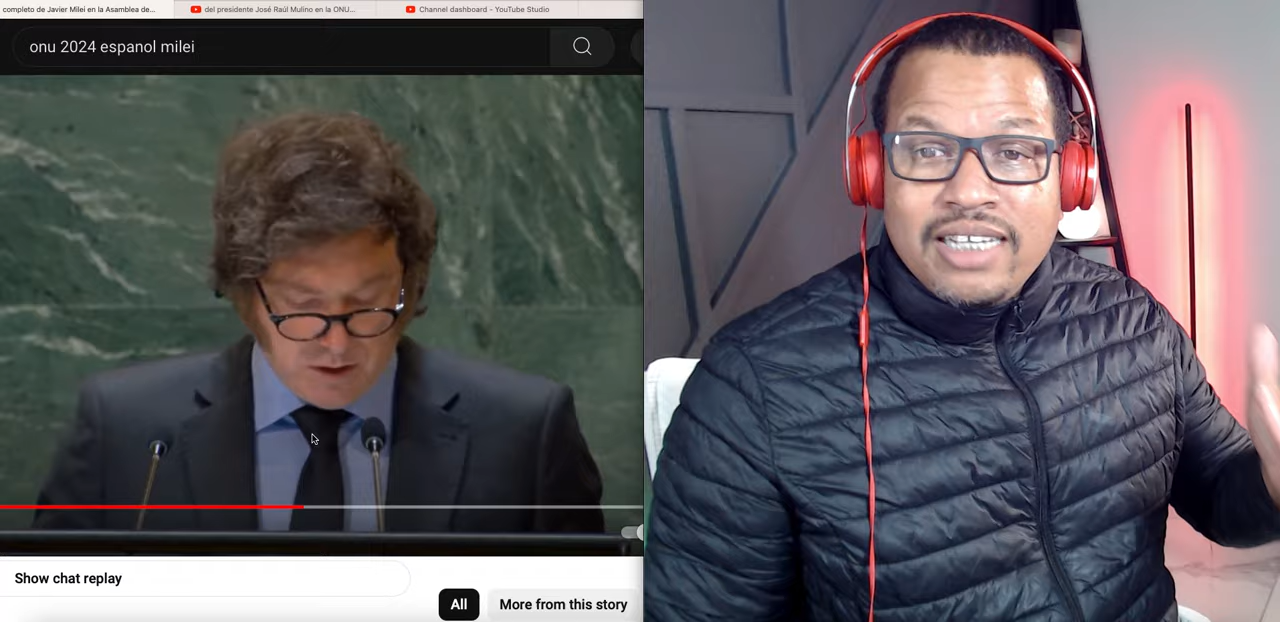 completo de Javier Milei en la Asamblea de...
del presidente José Raúl Mulino en la ONU...
Channel dashboard - YouTube Studio
onu 2024 espanol milei
Show chat replay
All
More from this story